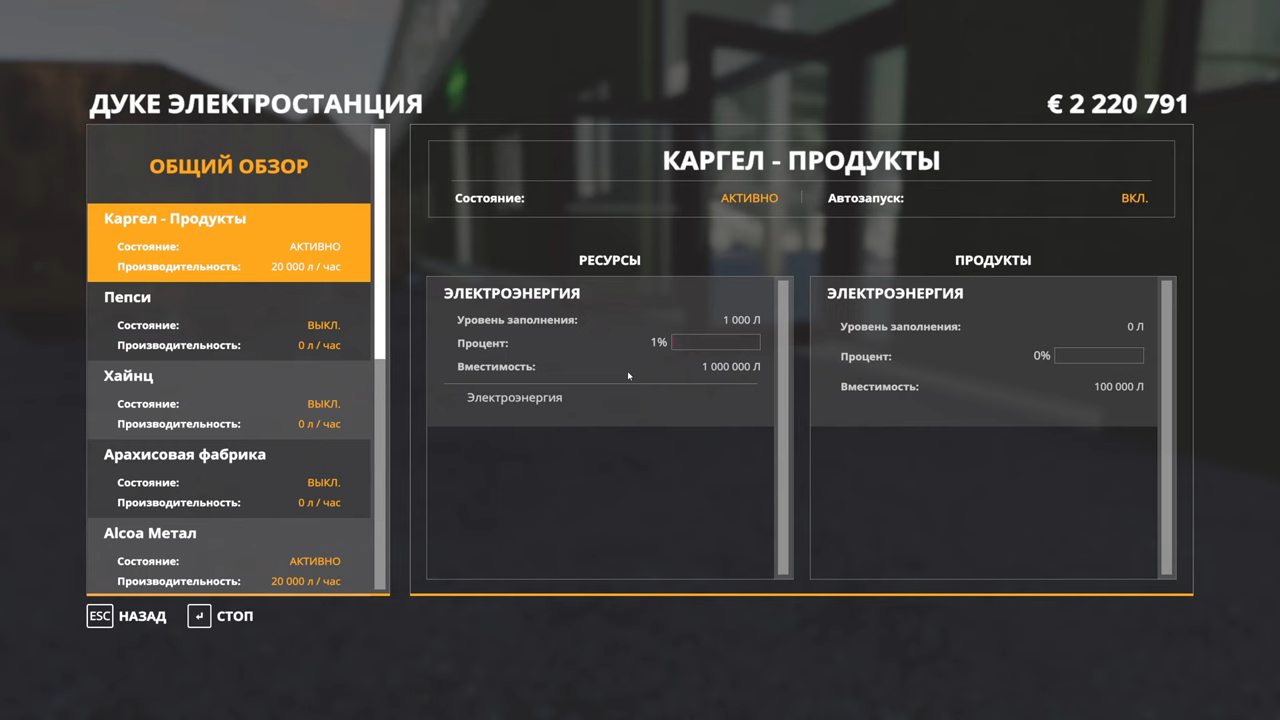 ДУКЕ ЭЛЕКТРОСТАНЦИЯ
€ 2 220 791
ОБЩИЙ ОБЗОР
Каргел - Продукты
Состояние: АКТИВНО
Производительность: 20 000 л / час
Пепси
Состояние: ВЫКЛ.
Производительность: 0 л / час
Хайнц
Состояние: ВЫКЛ.
Производительность: 0 л / час
Арахисовая фабрика
Состояние: ВЫКЛ.
Производительность: 0 л / час
Alcoa Метал
Состояние: АКТИВНО
Производительность: 20 000 л / час
КАРГЕЛ - ПРОДУКТЫ
Состояние: АКТИВНО
Автозапуск: ВКЛ.
РЕСУРСЫ
ЭЛЕКТРОЭНЕРГИЯ
Уровень заполнения: 1 000 Л
Процент: 1%
Вместимость: 1 000 000 Л
Электроэнергия
ПРОДУКТЫ
ЭЛЕКТРОЭНЕРГИЯ
Уровень заполнения: 0 Л
Процент: 0%
Вместимость: 100 000 Л
ESC НАЗАД ↵ СТОП